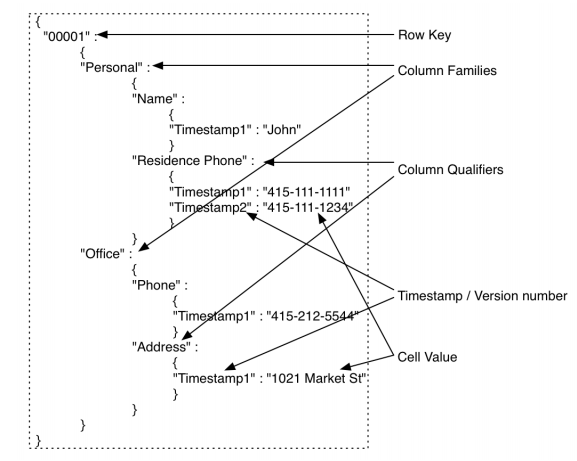 {
"00001" :
Row Key
{
"Personal" :
Column Families
{
"Name" :
{
"Timestamp1" : "John"
}
"Residence Phone" :
Column Qualifiers
{
"Timestamp1" : "415-111-1111"
"Timestamp2" : "415-111-1234"
}
}
"Office" :
{
"Phone" :
Timestamp / Version number
{
"Timestamp1" : "415-212-5544"
}
"Address" :
Cell Value
{
"Timestamp1" : "1021 Market St"
}
}
}
}